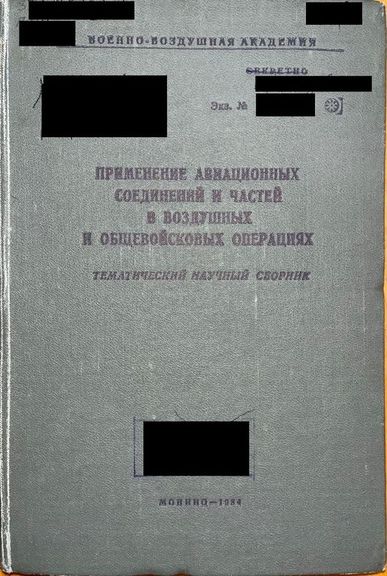 ВОЕННО-ВОЗДУШНАЯ АКАДЕМИЯ
СЕКРЕТНО
Экз. №
ПРИМЕНЕНИЕ АВИАЦИОННЫХ
СОЕДИНЕНИЙ И ЧАСТЕЙ
В ВОЗДУШНЫХ
И ОБЩЕВОЙСКОВЫХ ОПЕРАЦИЯХ
ТЕМАТИЧЕСКИЙ НАУЧНЫЙ СБОРНИК
МОНИНО—1984